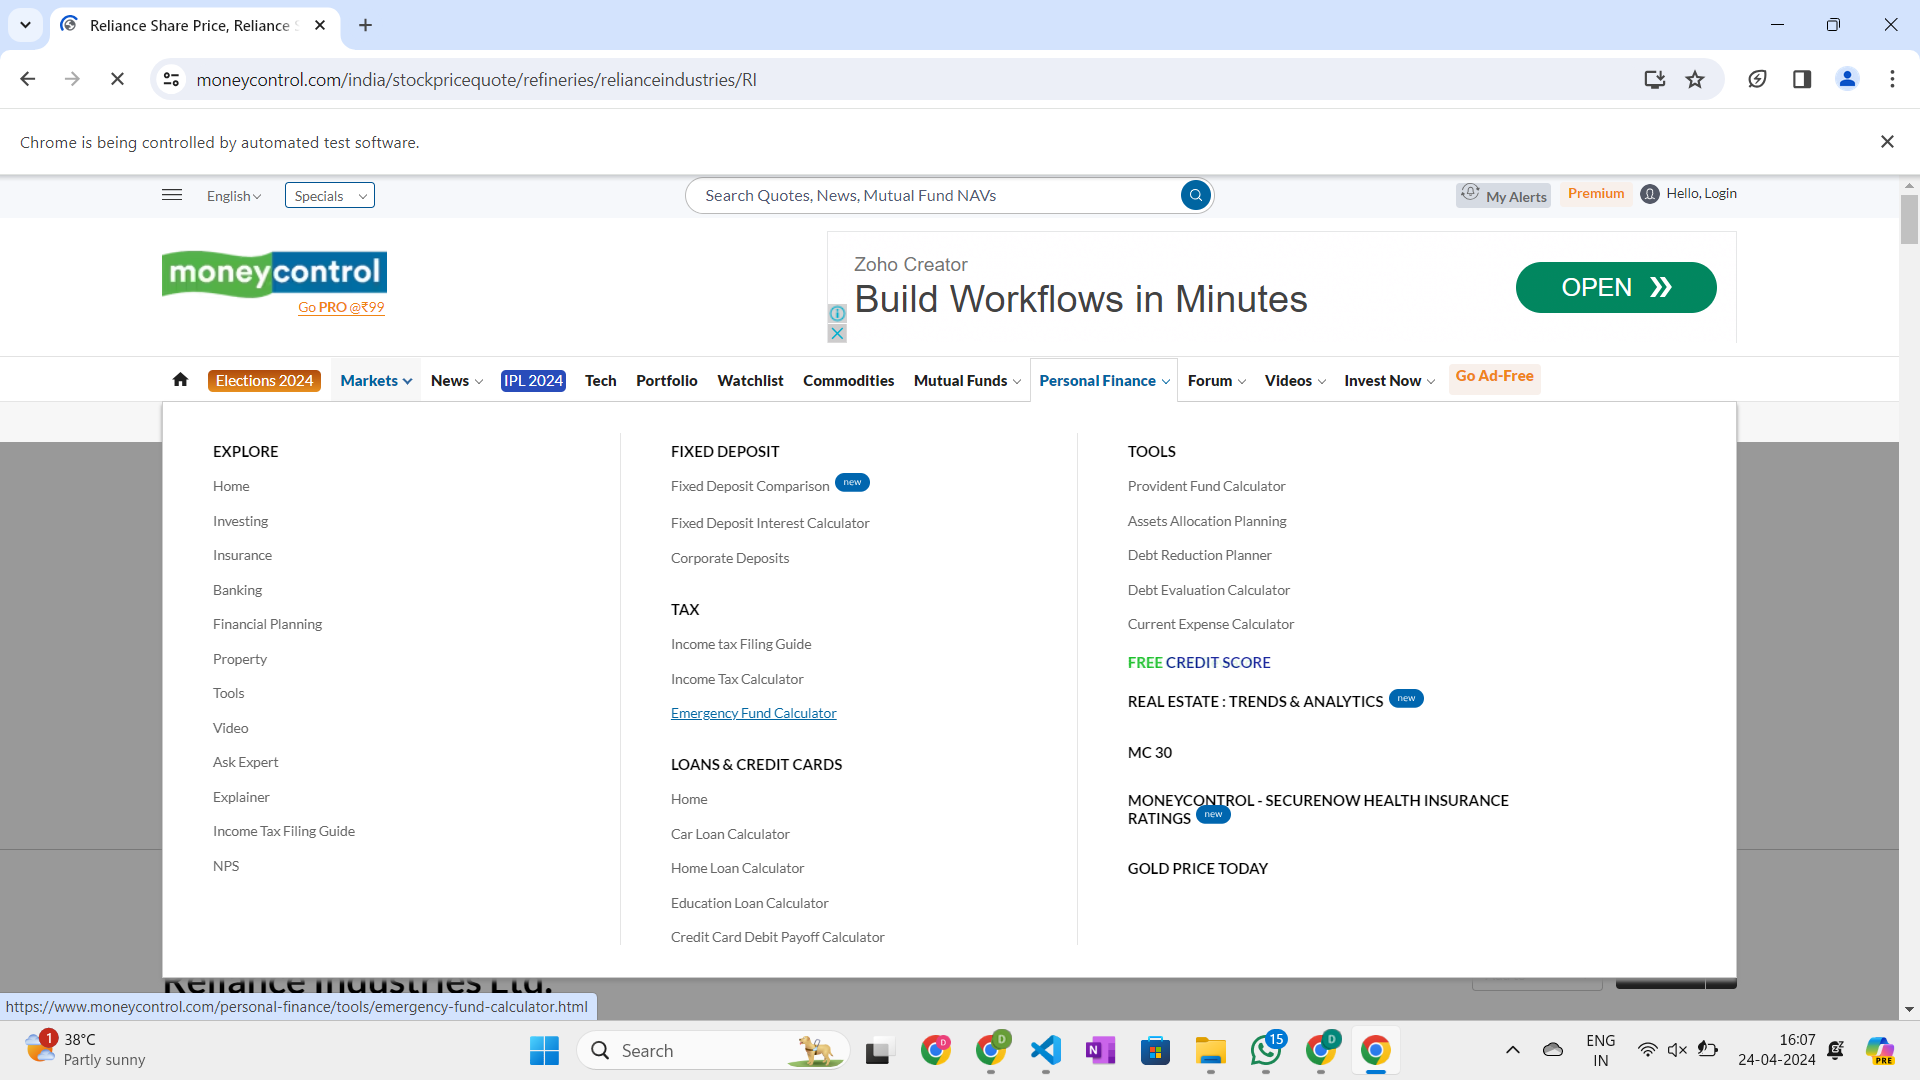 Reliance Share Price, Reliance S
moneycontrol.com/india/stockpricequote/refineries/relianceindustries/RI
Chrome is being controlled by automated test software.
English
Specials
Search Quotes, News, Mutual Fund NAVs
My Alerts
Premium
Hello, Login
moneycontrol
Go PRO @₹99
Zoho Creator
Build Workflows in Minutes
OPEN
Elections 2024
Markets
News
IPL 2024
Tech
Portfolio
Watchlist
Commodities
Mutual Funds
Personal Finance
Forum
Videos
Invest Now
Go Ad-Free
EXPLORE
Home
Investing
Insurance
Banking
Financial Planning
Property
Tools
Video
Ask Expert
Explainer
Income Tax Filing Guide
NPS
FIXED DEPOSIT
Fixed Deposit Comparison new
Fixed Deposit Interest Calculator
Corporate Deposits
TAX
Income tax Filing Guide
Income Tax Calculator
Emergency Fund Calculator
LOANS & CREDIT CARDS
Home
Car Loan Calculator
Home Loan Calculator
Education Loan Calculator
Credit Card Debit Payoff Calculator
TOOLS
Provident Fund Calculator
Assets Allocation Planning
Debt Reduction Planner
Debt Evaluation Calculator
Current Expense Calculator
FREE CREDIT SCORE
REAL ESTATE : TRENDS & ANALYTICS new
MC 30
MONEYCONTROL - SECURENOW HEALTH INSURANCE
RATINGS new
GOLD PRICE TODAY
Reliance Industries Ltd.
https://www.moneycontrol.com/personal-finance/tools/emergency-fund-calculator.html
1
38°C
Partly sunny
Search
D
D
N
15
D
ENG
IN
16:07
24-04-2024
PRE